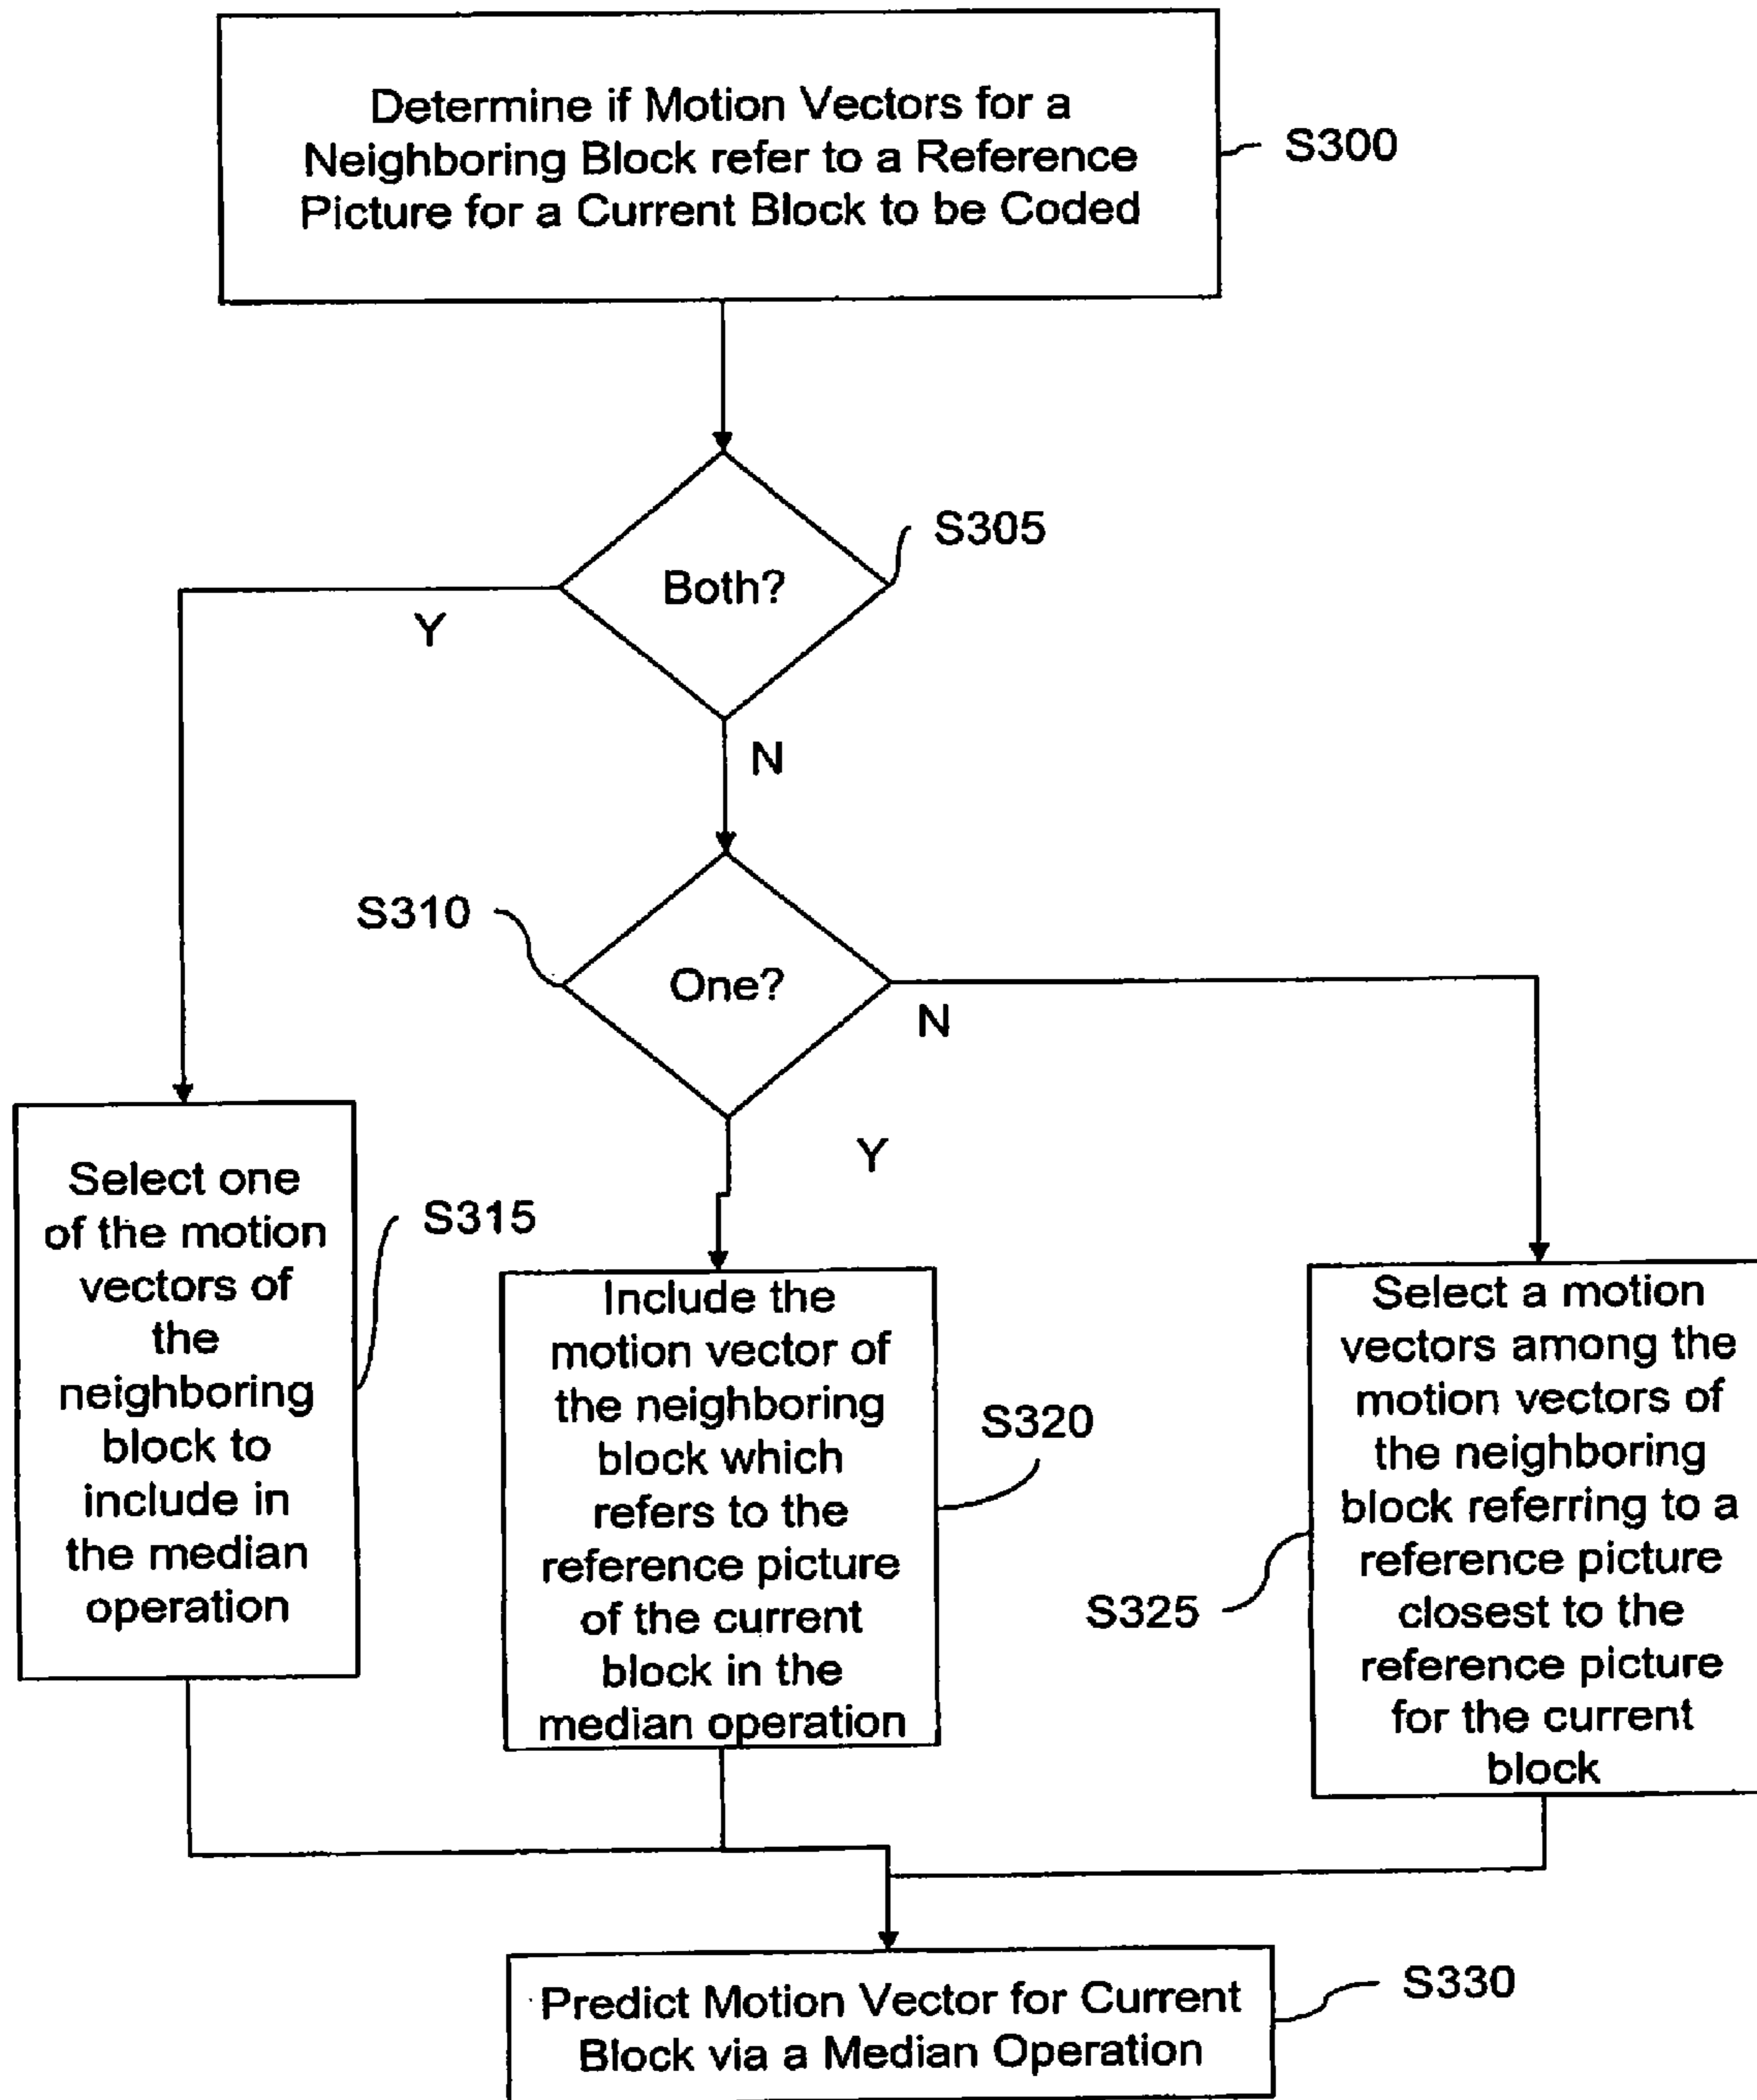 Determine if Motion Vectors for a
Neighboring Block refer to a Reference
Picture for a Current Block to be Coded
S300
Both?
S305
Y
N
S310
One?
N
Y
Select one
of the motion
vectors of
the
neighboring
block to
include in
the median
operation
S315
Include the
motion vector of
the neighboring
block which
refers to the
reference picture
of the current
block in the
median operation
S320
Select a motion
vectors among the
motion vectors of
the neighboring
block referring to a
reference picture
closest to the
reference picture
for the current
block
S325
Predict Motion Vector for Current
Block via a Median Operation
S330